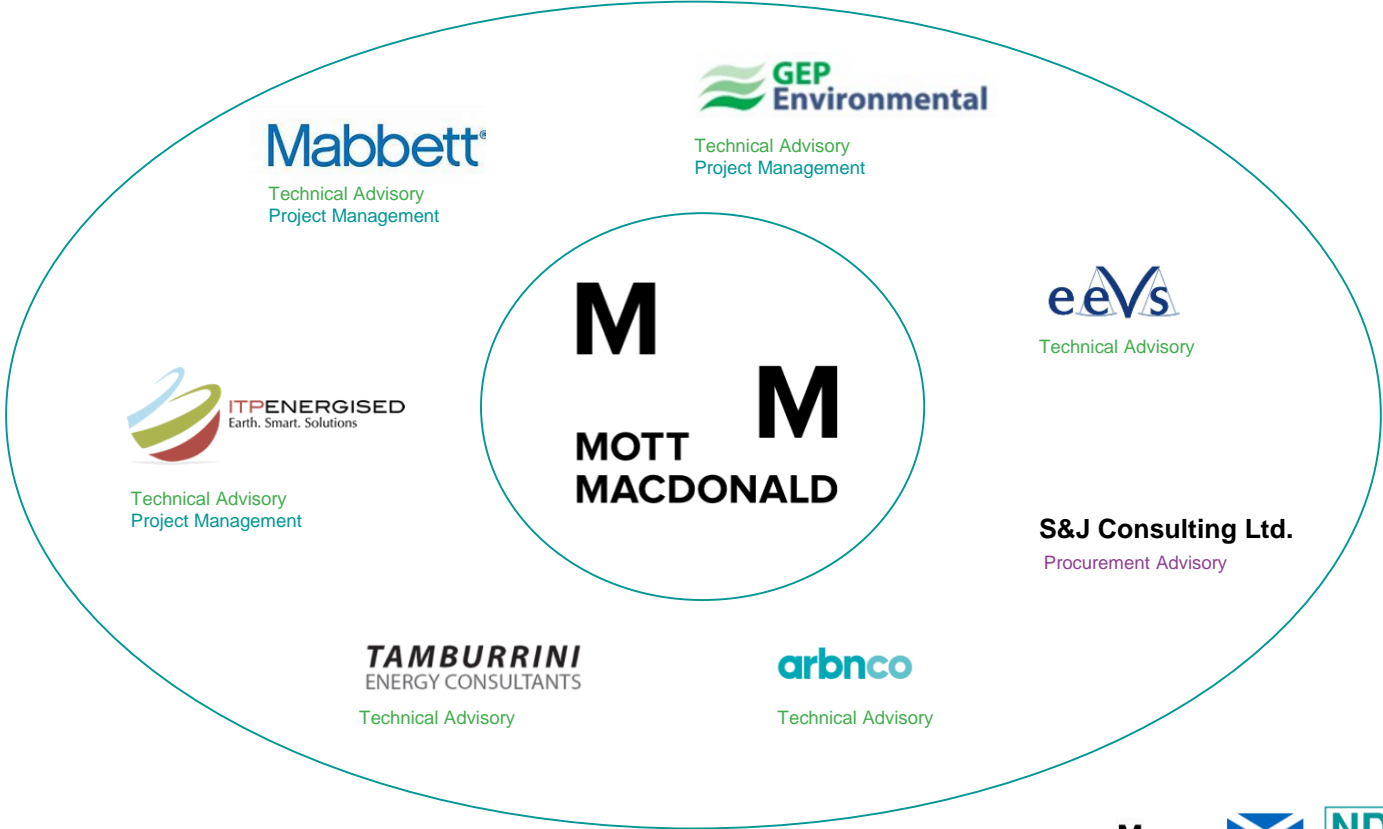 GEP
Environmental
Technical Advisory
Project Management
Mabbett®
Technical Advisory
Project Management
eeVs
Technical Advisory
M
M
MOTT
MACDONALD
ITPENERGISED
Earth. Smart. Solutions
Technical Advisory
Project Management
S&J Consulting Ltd.
Procurement Advisory
TAMBURRINI
ENERGY CONSULTANTS
Technical Advisory
arbnco
Technical Advisory
M